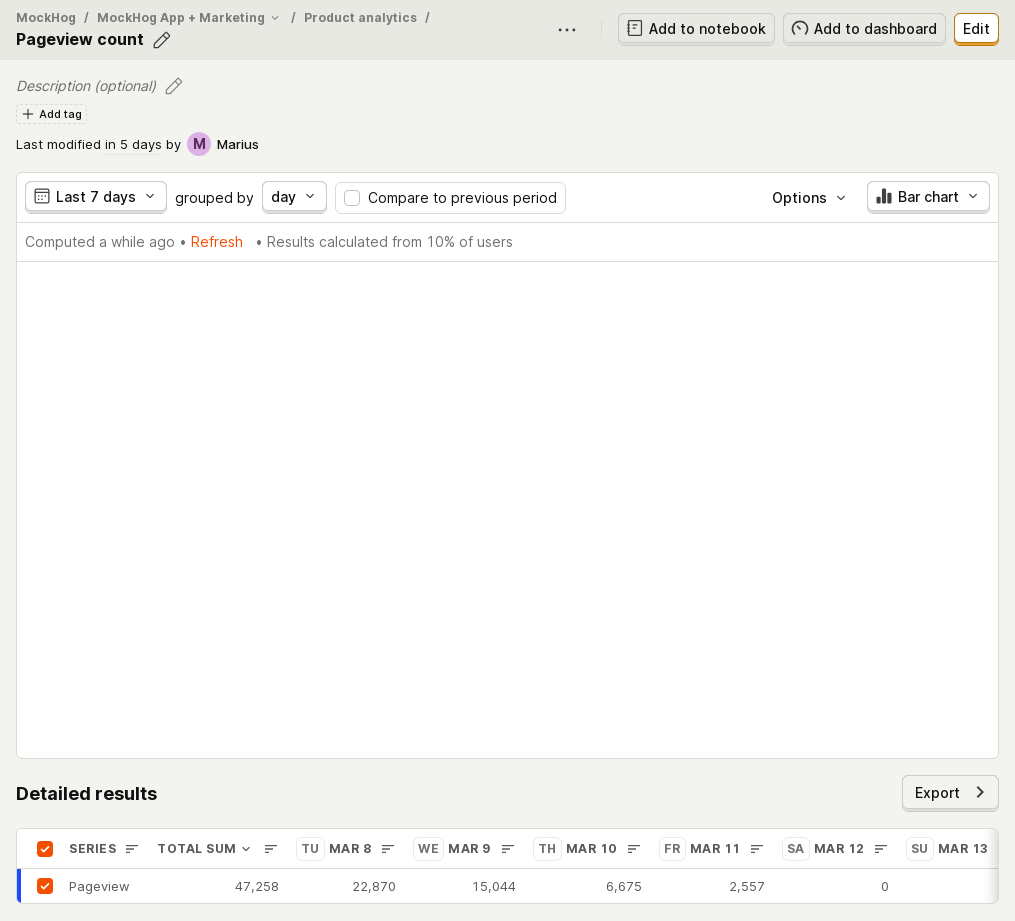 MockHog / MockHog App + Marketing / Product analytics /
Pageview count
Add to notebook
Add to dashboard
Edit
Description (optional)
Add tag
Last modified in 5 days by M Marius
Last 7 days grouped by day Compare to previous period Options Bar chart
Computed a while ago • Refresh • Results calculated from 10% of users
Detailed results
Export
SERIES TOTAL SUM TU MAR 8 WE MAR 9 TH MAR 10 FR MAR 11 SA MAR 12 SU MAR 13
Pageview 47,258 22,870 15,044 6,675 2,557 0